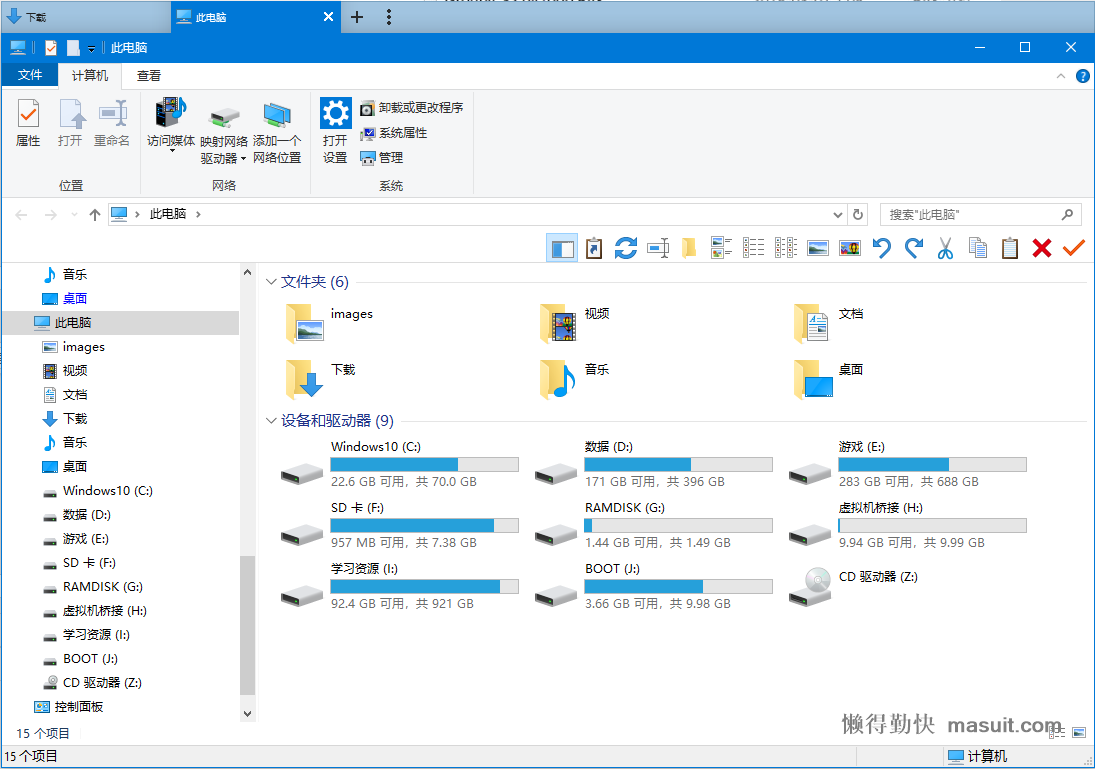 下载
此电脑
此电脑
文件
计算机
查看
属性
打开
重命名
位置
访问媒体
映射网络
驱动器
添加一个
网络位置
网络
打开
设置
卸载或更改程序
系统属性
管理
系统
此电脑
搜索"此电脑"
音乐
桌面
此电脑
images
视频
文档
下载
音乐
桌面
Windows10 (C:)
数据 (D:)
游戏 (E:)
SD 卡 (F:)
RAMDISK (G:)
虚拟机桥接 (H:)
学习资源 (I:)
BOOT (J:)
CD 驱动器 (Z:)
控制面板
文件夹 (6)
images
视频
文档
下载
音乐
桌面
设备和驱动器 (9)
Windows10 (C:)
22.6 GB 可用，共 70.0 GB
数据 (D:)
171 GB 可用，共 396 GB
游戏 (E:)
283 GB 可用，共 688 GB
SD 卡 (F:)
957 MB 可用，共 7.38 GB
RAMDISK (G:)
1.44 GB 可用，共 1.49 GB
虚拟机桥接 (H:)
9.94 GB 可用，共 9.99 GB
学习资源 (I:)
92.4 GB 可用，共 921 GB
BOOT (J:)
3.66 GB 可用，共 9.98 GB
CD 驱动器 (Z:)
15 个项目
懒得勤快 masuit.com
15 个项目
计算机